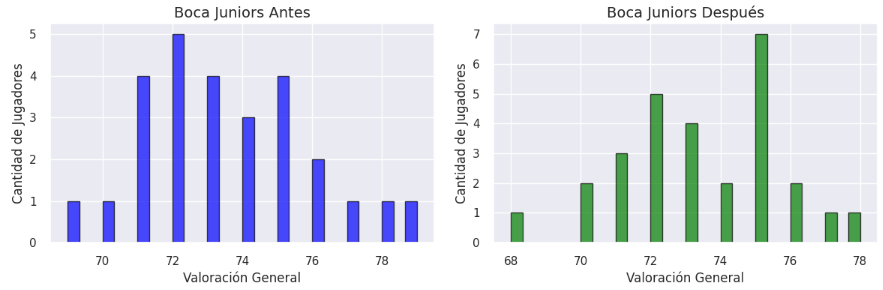 Boca Juniors Antes
5
4
3
2
1
0
70 72 74 76 78
Valoración General
Cantidad de Jugadores
Boca Juniors Después
7
6
5
4
3
2
1
0
68 70 72 74 76 78
Valoración General
Cantidad de Jugadores